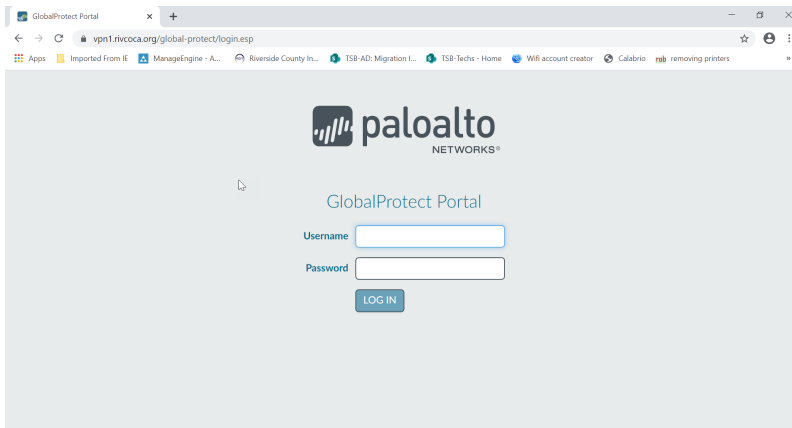 GlobalProtect Portal
vpn1.rivcoca.org/global-protect/login.esp
Apps Imported From IE ManageEngine - A... Riverside County In... TSB-AD: Migration I... TSB-Techs - Home Wifi account creator Calabrio rob removing printers »
paloalto
NETWORKS®
GlobalProtect Portal
Username
Password
LOG IN